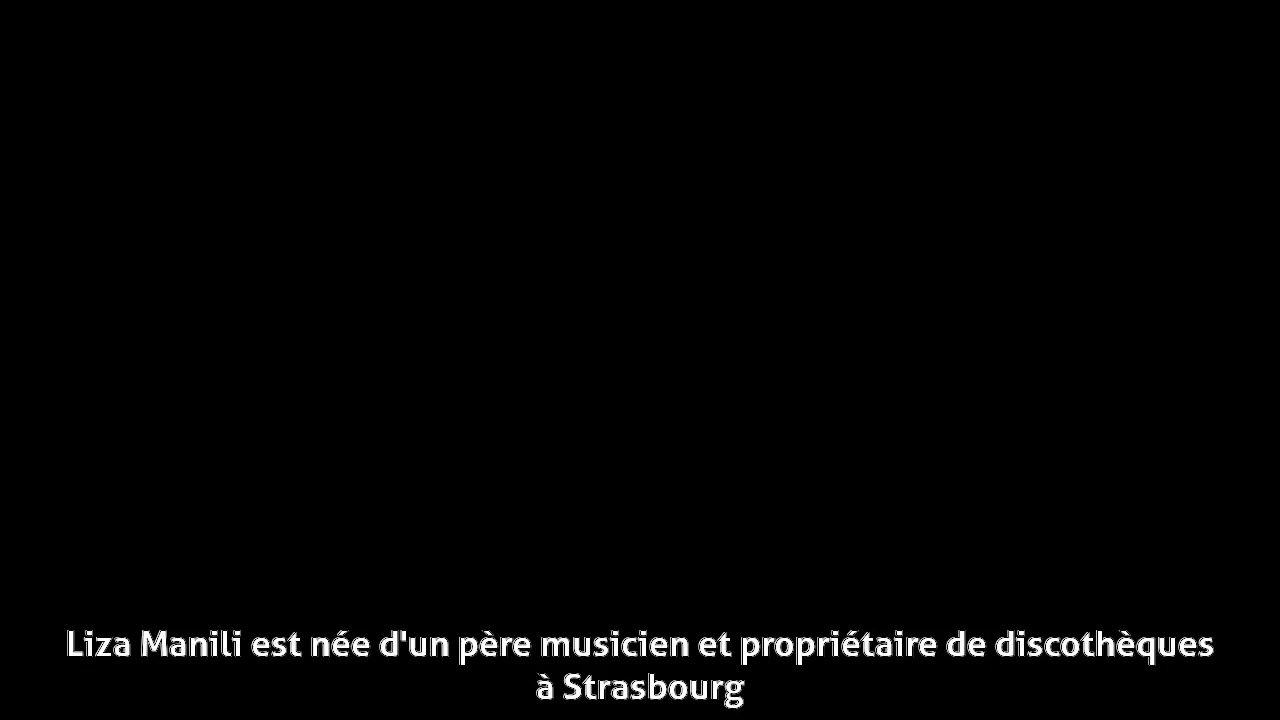 Liza Manili est née d'un père musicien et propriétaire de discothèques
à Strasbourg